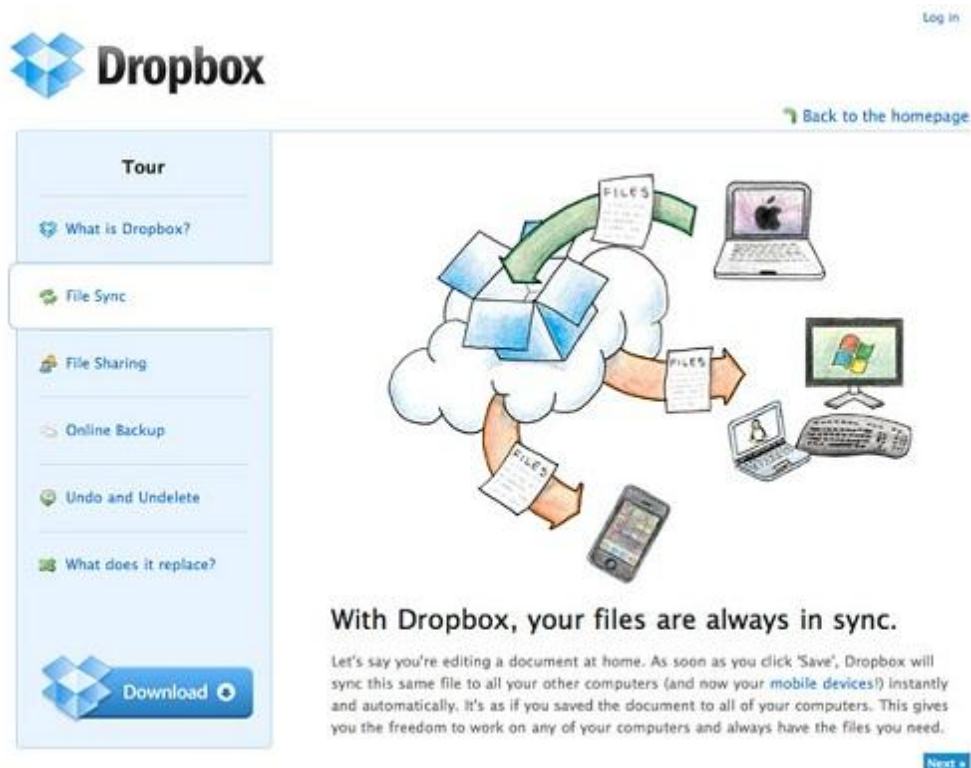 Log in
Dropbox
Back to the homepage
Tour
What is Dropbox?
File Sync
File Sharing
Online Backup
Undo and Undelete
What does it replace?
Download
FILES
FILES
FILES
With Dropbox, your files are always in sync.
Let's say you're editing a document at home. As soon as you click 'Save', Dropbox will
sync this same file to all your other computers (and now your mobile devices!) instantly
and automatically. It's as if you saved the document to all of your computers. This gives
you the freedom to work on any of your computers and always have the files you need.
Next »